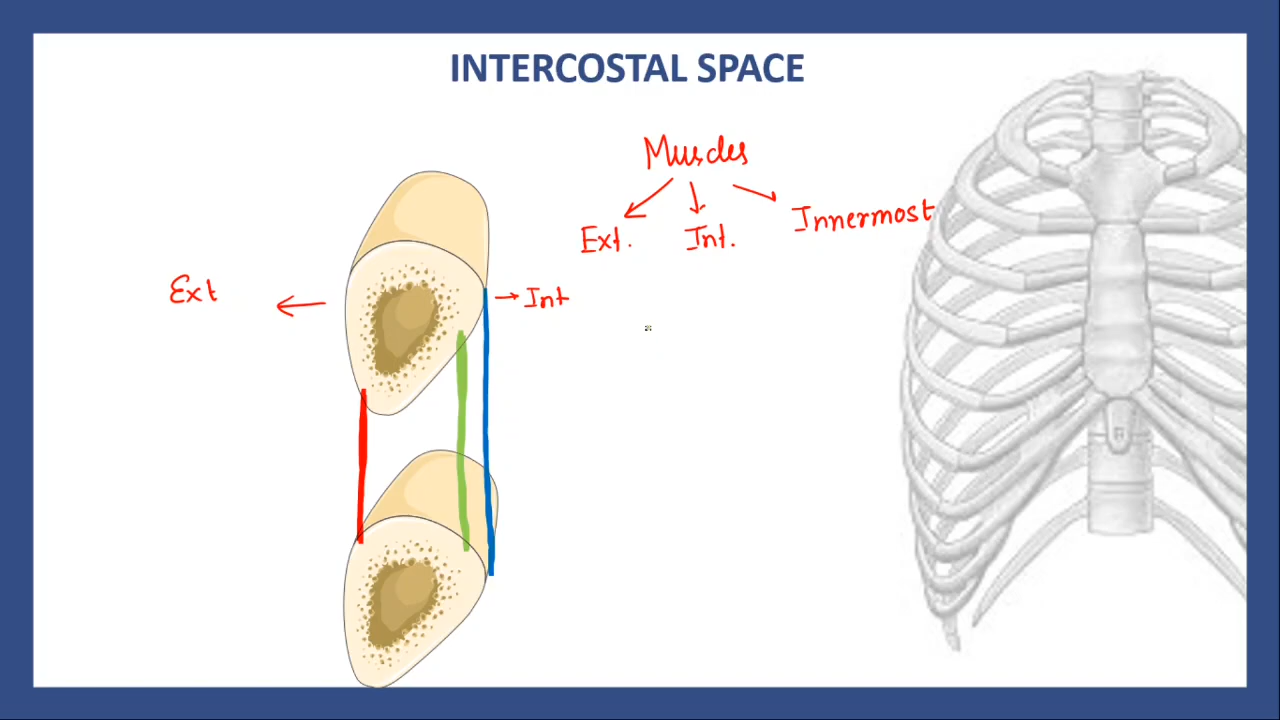 INTERCOSTAL SPACE
Muscles
Ext. Int. Innermost
Ext
Int